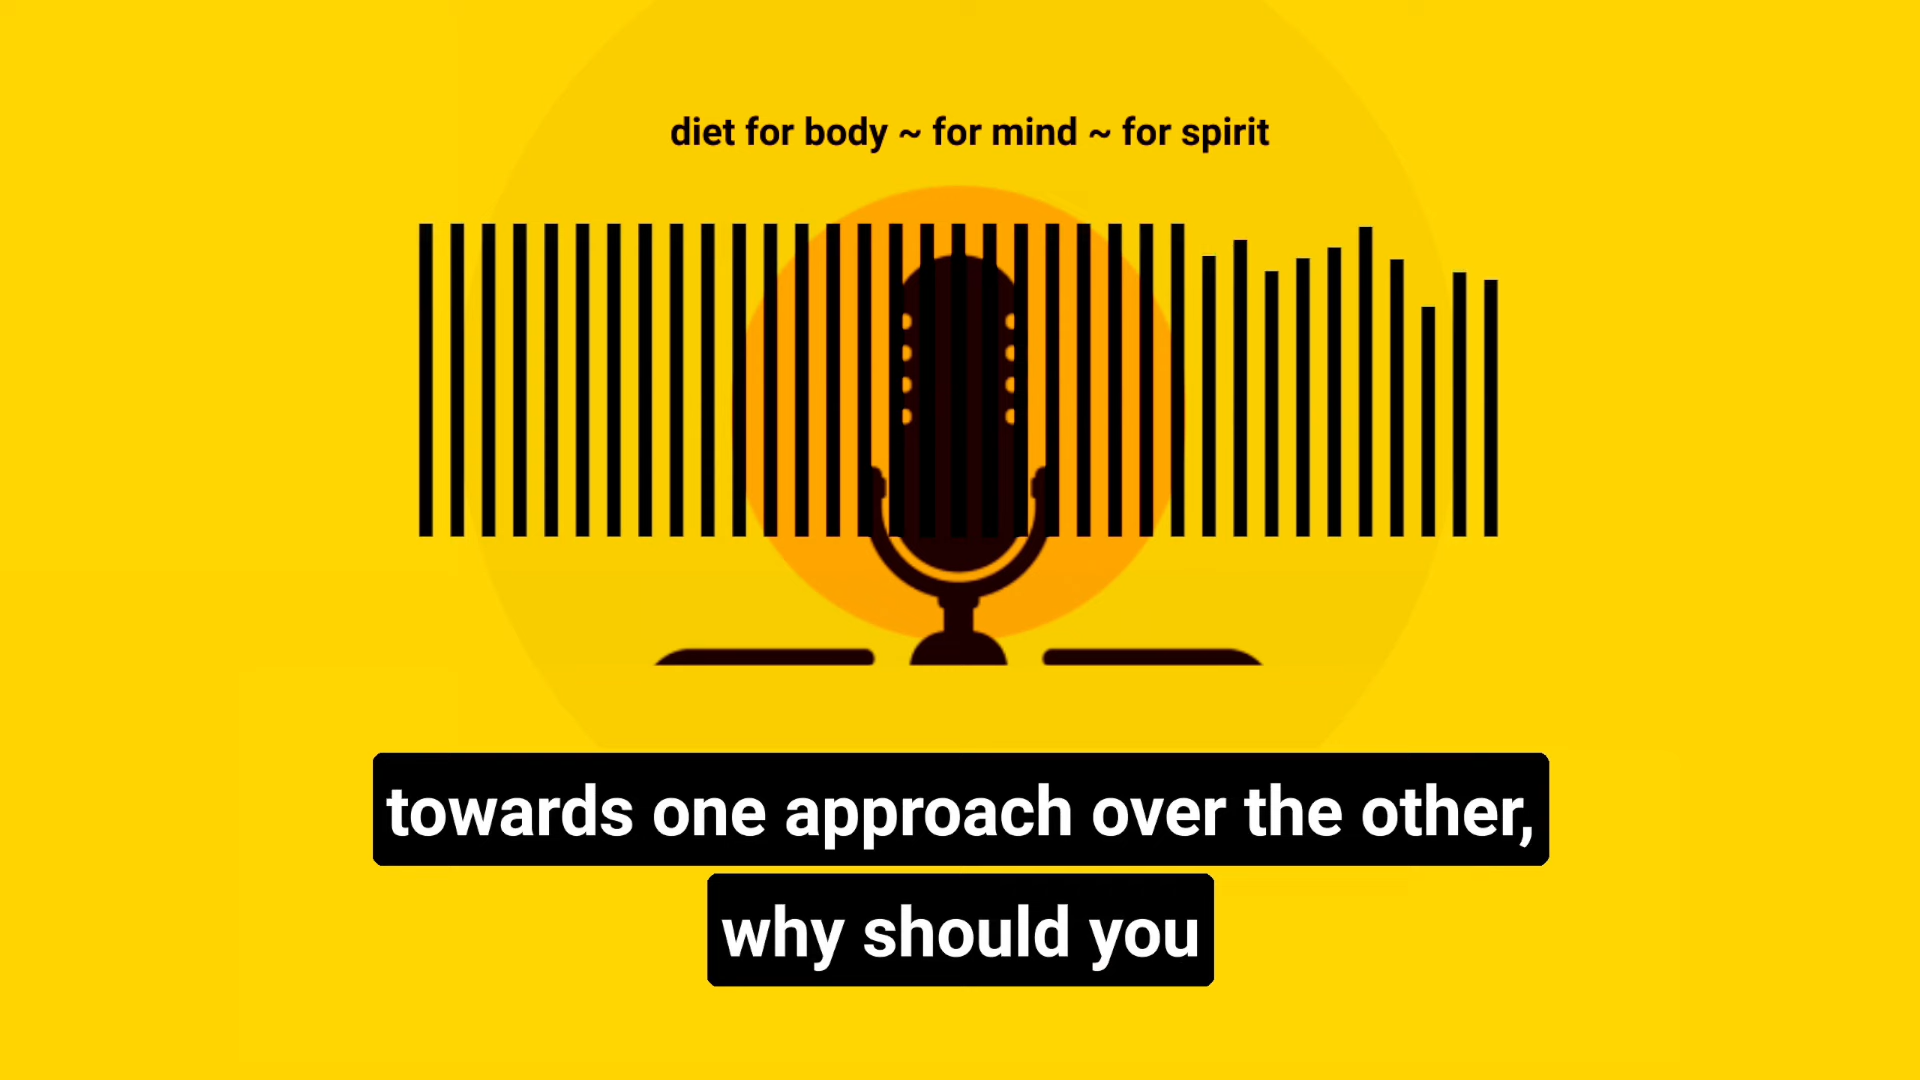 diet for body ~ for mind ~ for spirit
towards one approach over the other,
why should you